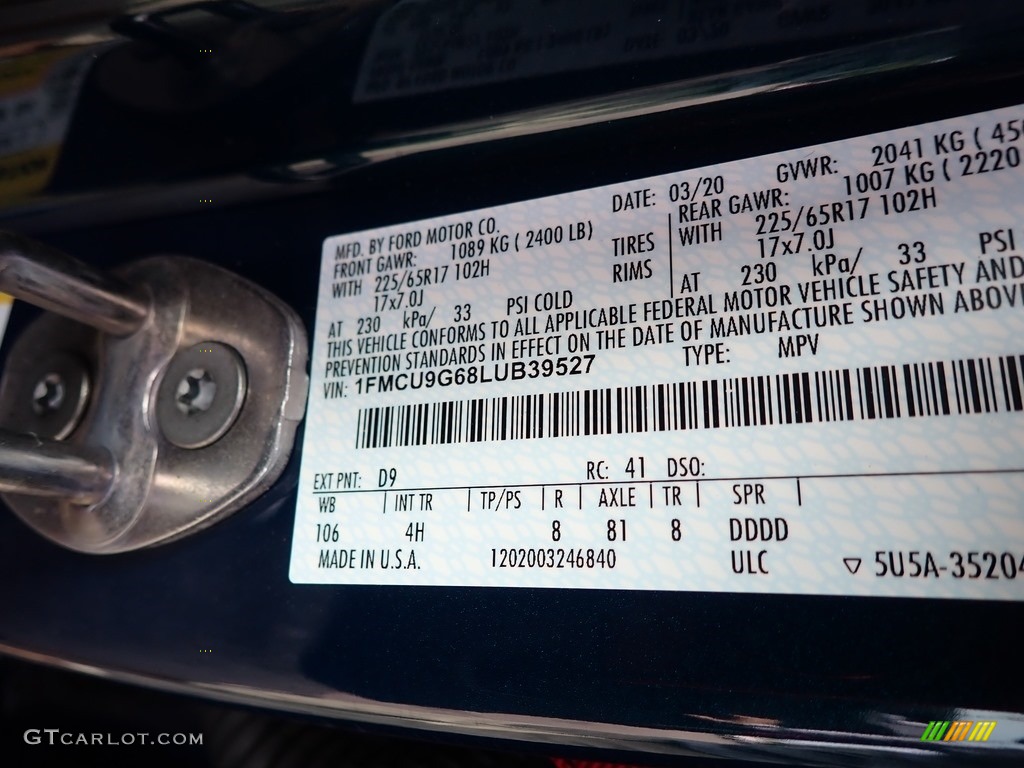 DATE: 03/20 GVWR: 2041 KG ( 450
MFD. BY FORD MOTOR CO.
FRONT GAWR: 1089 KG ( 2400 LB) REAR GAWR: 1007 KG ( 2220
WITH 225/65R17 102H TIRES WITH 225/65R17 102H
17x7.0J RIMS 17x7.0J
AT 230 kPa/ 33 PSI COLD AT 230 kPa/ 33 PSI
THIS VEHICLE CONFORMS TO ALL APPLICABLE FEDERAL MOTOR VEHICLE SAFETY AND
PREVENTION STANDARDS IN EFFECT ON THE DATE OF MANUFACTURE SHOWN ABOVE
VIN: 1FMCU9G68LUB39527 TYPE: MPV
EXT PNT: D9 RC: 41 DSO:
WB INT TR TP/PS R AXLE TR SPR
106 4H 8 81 8 DDDD
MADE IN U.S.A. 1202003246840 ULC ▽ 5U5A-35204
GTCARLOT.COM